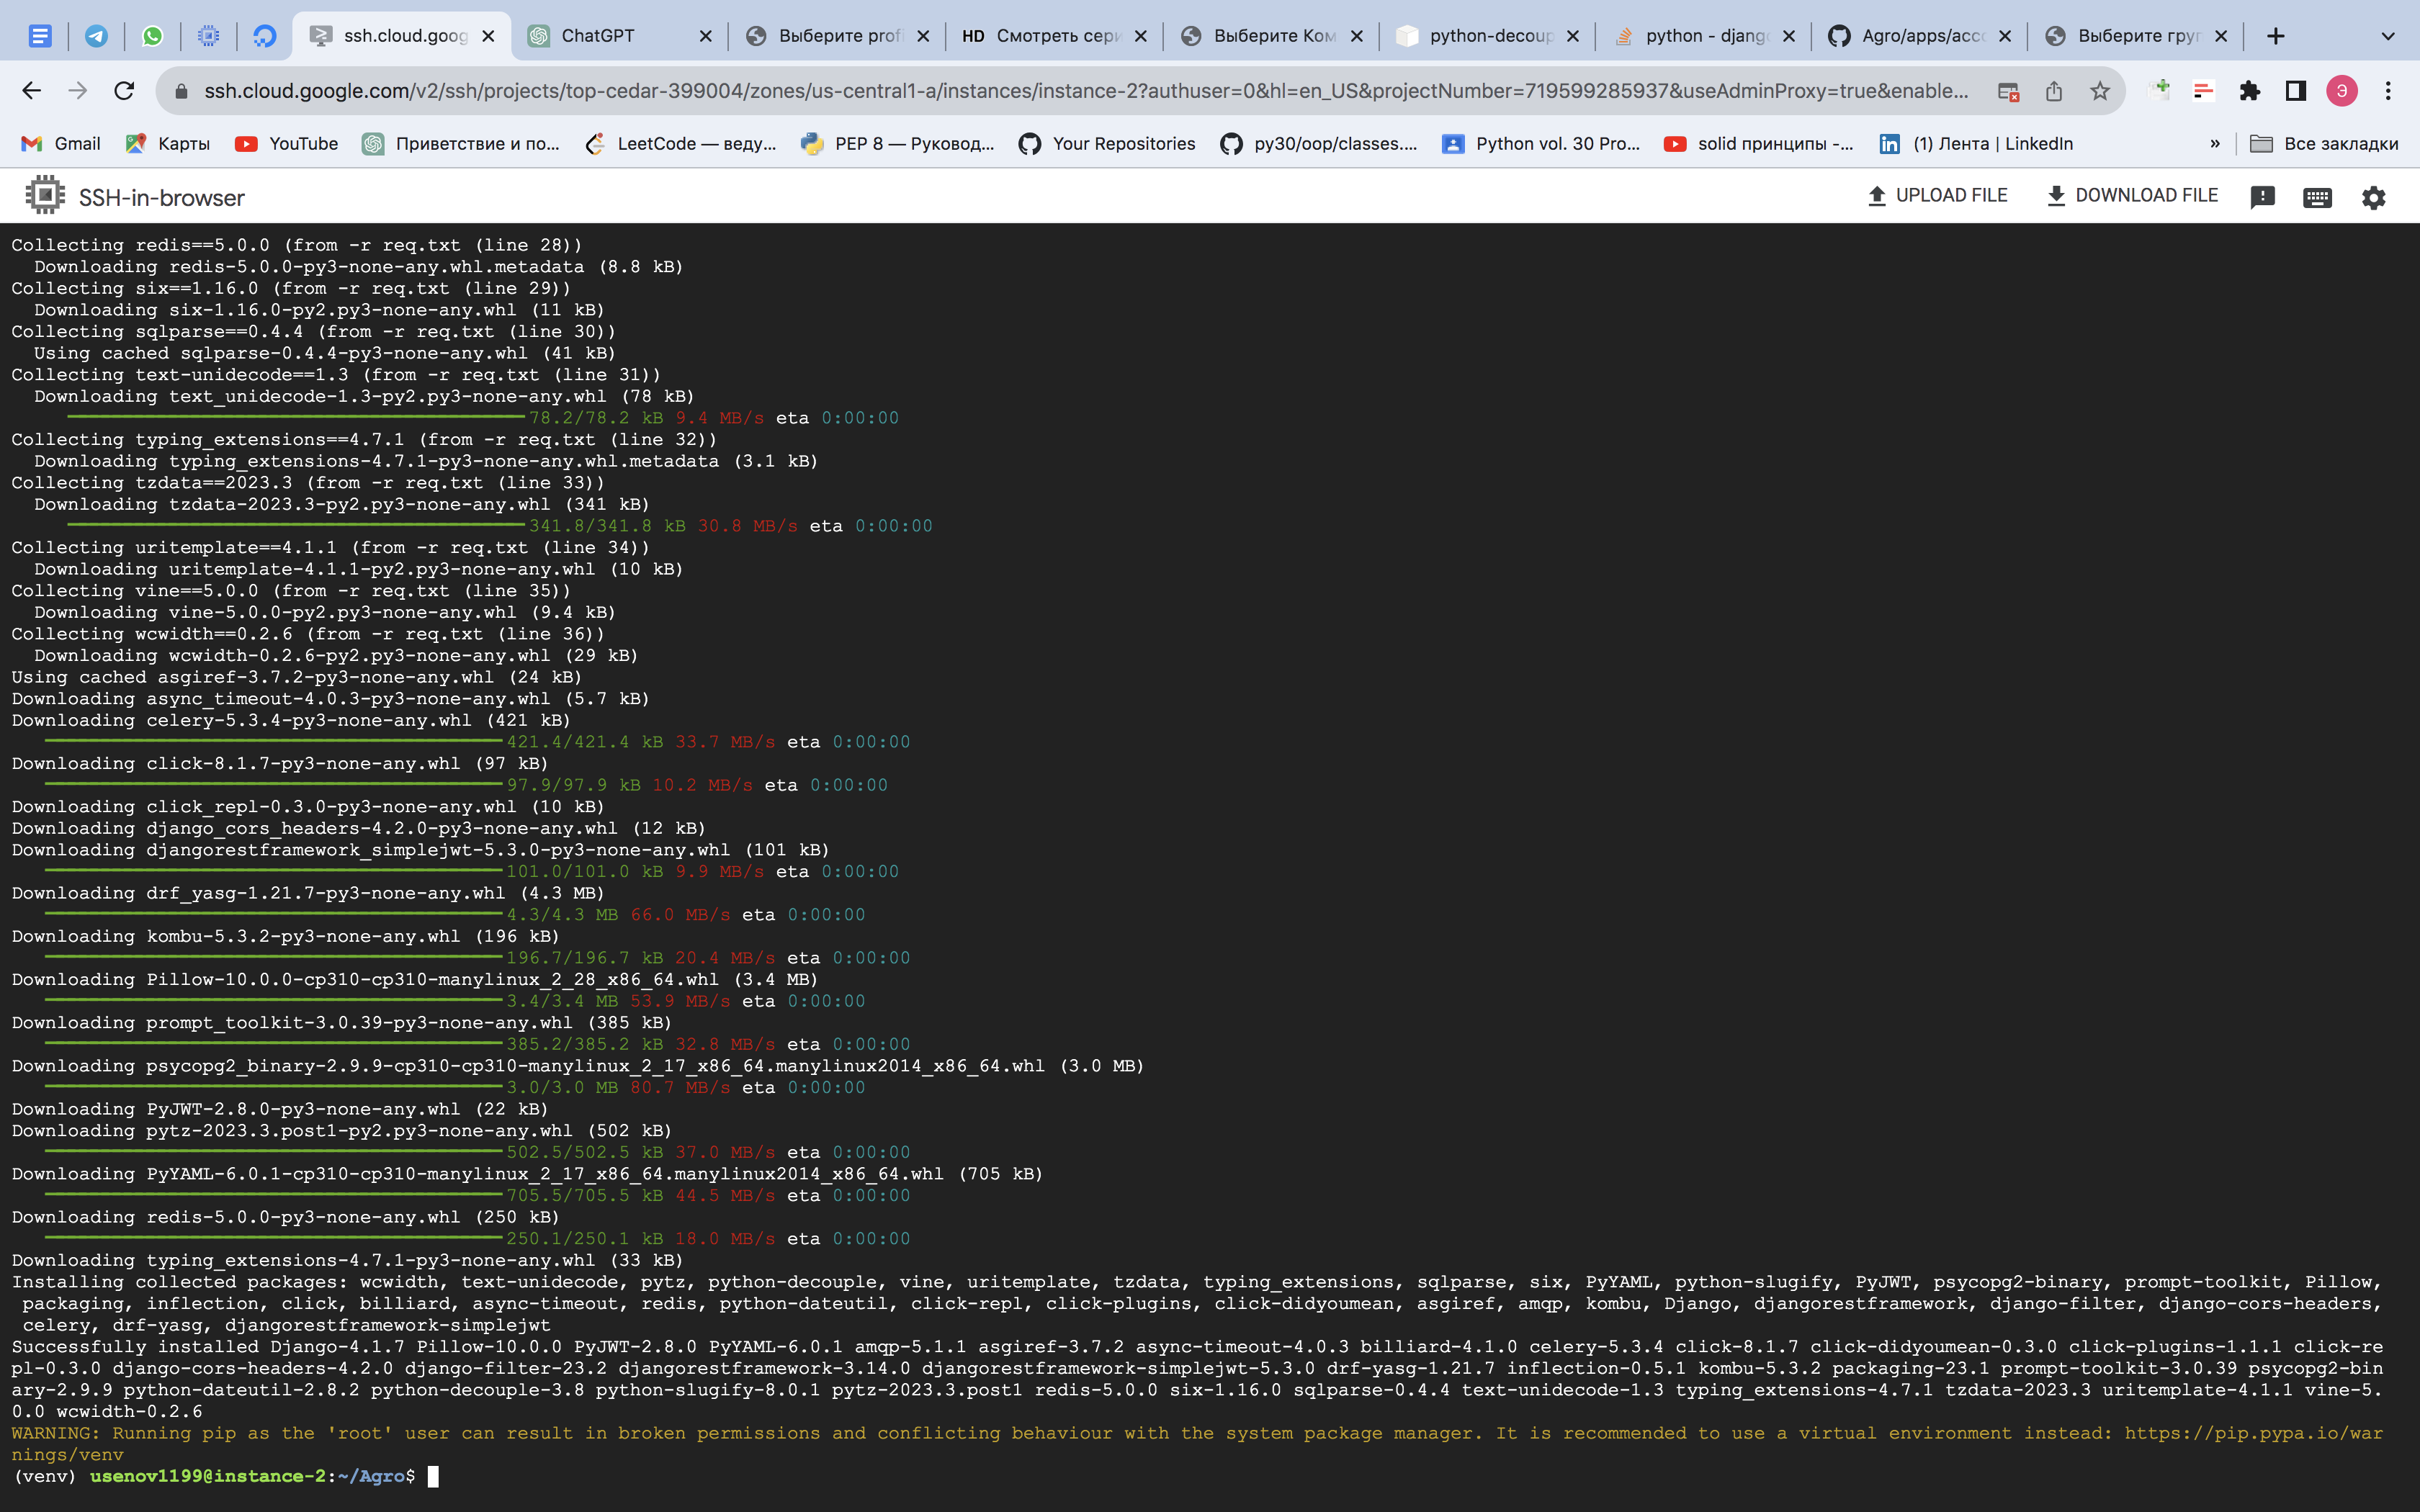 ssh.cloud.goog
ChatGPT
Выберите profi
HD Смотреть сери
Выберите Ком
python-decoup
python - djang
Agro/apps/acco
Выберите груп
ssh.cloud.google.com/v2/ssh/projects/top-cedar-399004/zones/us-central1-a/instances/instance-2?authuser=0&hl=en_US&projectNumber=719599285937&useAdminProxy=true&enable...
Э
Gmail
Карты
YouTube
Приветствие и по...
LeetCode — веду...
PEP 8 — Руковод...
Your Repositories
py30/oop/classes....
Python vol. 30 Pro...
solid принципы -...
(1) Лента | LinkedIn
»
Все закладки
SSH-in-browser
UPLOAD FILE
DOWNLOAD FILE
Collecting redis==5.0.0 (from -r req.txt (line 28))
Downloading redis-5.0.0-py3-none-any.whl.metadata (8.8 kB)
Collecting six==1.16.0 (from -r req.txt (line 29))
Downloading six-1.16.0-py2.py3-none-any.whl (11 kB)
Collecting sqlparse==0.4.4 (from -r req.txt (line 30))
Using cached sqlparse-0.4.4-py3-none-any.whl (41 kB)
Collecting text-unidecode==1.3 (from -r req.txt (line 31))
Downloading text_unidecode-1.3-py2.py3-none-any.whl (78 kB)
78.2/78.2 kB 9.4 MB/s eta 0:00:00
Collecting typing_extensions==4.7.1 (from -r req.txt (line 32))
Downloading typing_extensions-4.7.1-py3-none-any.whl.metadata (3.1 kB)
Collecting tzdata==2023.3 (from -r req.txt (line 33))
Downloading tzdata-2023.3-py2.py3-none-any.whl (341 kB)
341.8/341.8 kB 30.8 MB/s eta 0:00:00
Collecting uritemplate==4.1.1 (from -r req.txt (line 34))
Downloading uritemplate-4.1.1-py2.py3-none-any.whl (10 kB)
Collecting vine==5.0.0 (from -r req.txt (line 35))
Downloading vine-5.0.0-py2.py3-none-any.whl (9.4 kB)
Collecting wcwidth==0.2.6 (from -r req.txt (line 36))
Downloading wcwidth-0.2.6-py2.py3-none-any.whl (29 kB)
Using cached asgiref-3.7.2-py3-none-any.whl (24 kB)
Downloading async_timeout-4.0.3-py3-none-any.whl (5.7 kB)
Downloading celery-5.3.4-py3-none-any.whl (421 kB)
421.4/421.4 kB 33.7 MB/s eta 0:00:00
Downloading click-8.1.7-py3-none-any.whl (97 kB)
97.9/97.9 kB 10.2 MB/s eta 0:00:00
Downloading click_repl-0.3.0-py3-none-any.whl (10 kB)
Downloading django_cors_headers-4.2.0-py3-none-any.whl (12 kB)
Downloading djangorestframework_simplejwt-5.3.0-py3-none-any.whl (101 kB)
101.0/101.0 kB 9.9 MB/s eta 0:00:00
Downloading drf_yasg-1.21.7-py3-none-any.whl (4.3 MB)
4.3/4.3 MB 66.0 MB/s eta 0:00:00
Downloading kombu-5.3.2-py3-none-any.whl (196 kB)
196.7/196.7 kB 20.4 MB/s eta 0:00:00
Downloading Pillow-10.0.0-cp310-cp310-manylinux_2_28_x86_64.whl (3.4 MB)
3.4/3.4 MB 53.9 MB/s eta 0:00:00
Downloading prompt_toolkit-3.0.39-py3-none-any.whl (385 kB)
385.2/385.2 kB 32.8 MB/s eta 0:00:00
Downloading psycopg2_binary-2.9.9-cp310-cp310-manylinux_2_17_x86_64.manylinux2014_x86_64.whl (3.0 MB)
3.0/3.0 MB 80.7 MB/s eta 0:00:00
Downloading PyJWT-2.8.0-py3-none-any.whl (22 kB)
Downloading pytz-2023.3.post1-py2.py3-none-any.whl (502 kB)
502.5/502.5 kB 37.0 MB/s eta 0:00:00
Downloading PyYAML-6.0.1-cp310-cp310-manylinux_2_17_x86_64.manylinux2014_x86_64.whl (705 kB)
705.5/705.5 kB 44.5 MB/s eta 0:00:00
Downloading redis-5.0.0-py3-none-any.whl (250 kB)
250.1/250.1 kB 18.0 MB/s eta 0:00:00
Downloading typing_extensions-4.7.1-py3-none-any.whl (33 kB)
Installing collected packages: wcwidth, text-unidecode, pytz, python-decouple, vine, uritemplate, tzdata, typing_extensions, sqlparse, six, PyYAML, python-slugify, PyJWT, psycopg2-binary, prompt-toolkit, Pillow,
packaging, inflection, click, billiard, async-timeout, redis, python-dateutil, click-repl, click-plugins, click-didyoumean, asgiref, amqp, kombu, Django, djangorestframework, django-filter, django-cors-headers,
celery, drf-yasg, djangorestframework-simplejwt
Successfully installed Django-4.1.7 Pillow-10.0.0 PyJWT-2.8.0 PyYAML-6.0.1 amqp-5.1.1 asgiref-3.7.2 async-timeout-4.0.3 billiard-4.1.0 celery-5.3.4 click-8.1.7 click-didyoumean-0.3.0 click-plugins-1.1.1 click-re
pl-0.3.0 django-cors-headers-4.2.0 django-filter-23.2 djangorestframework-3.14.0 djangorestframework-simplejwt-5.3.0 drf-yasg-1.21.7 inflection-0.5.1 kombu-5.3.2 packaging-23.1 prompt-toolkit-3.0.39 psycopg2-bin
ary-2.9.9 python-dateutil-2.8.2 python-decouple-3.8 python-slugify-8.0.1 pytz-2023.3.post1 redis-5.0.0 six-1.16.0 sqlparse-0.4.4 text-unidecode-1.3 typing_extensions-4.7.1 tzdata-2023.3 uritemplate-4.1.1 vine-5.
0.0 wcwidth-0.2.6
WARNING: Running pip as the 'root' user can result in broken permissions and conflicting behaviour with the system package manager. It is recommended to use a virtual environment instead: https://pip.pypa.io/war
nings/venv
(venv) usenov1199@instance-2:~/Agro$